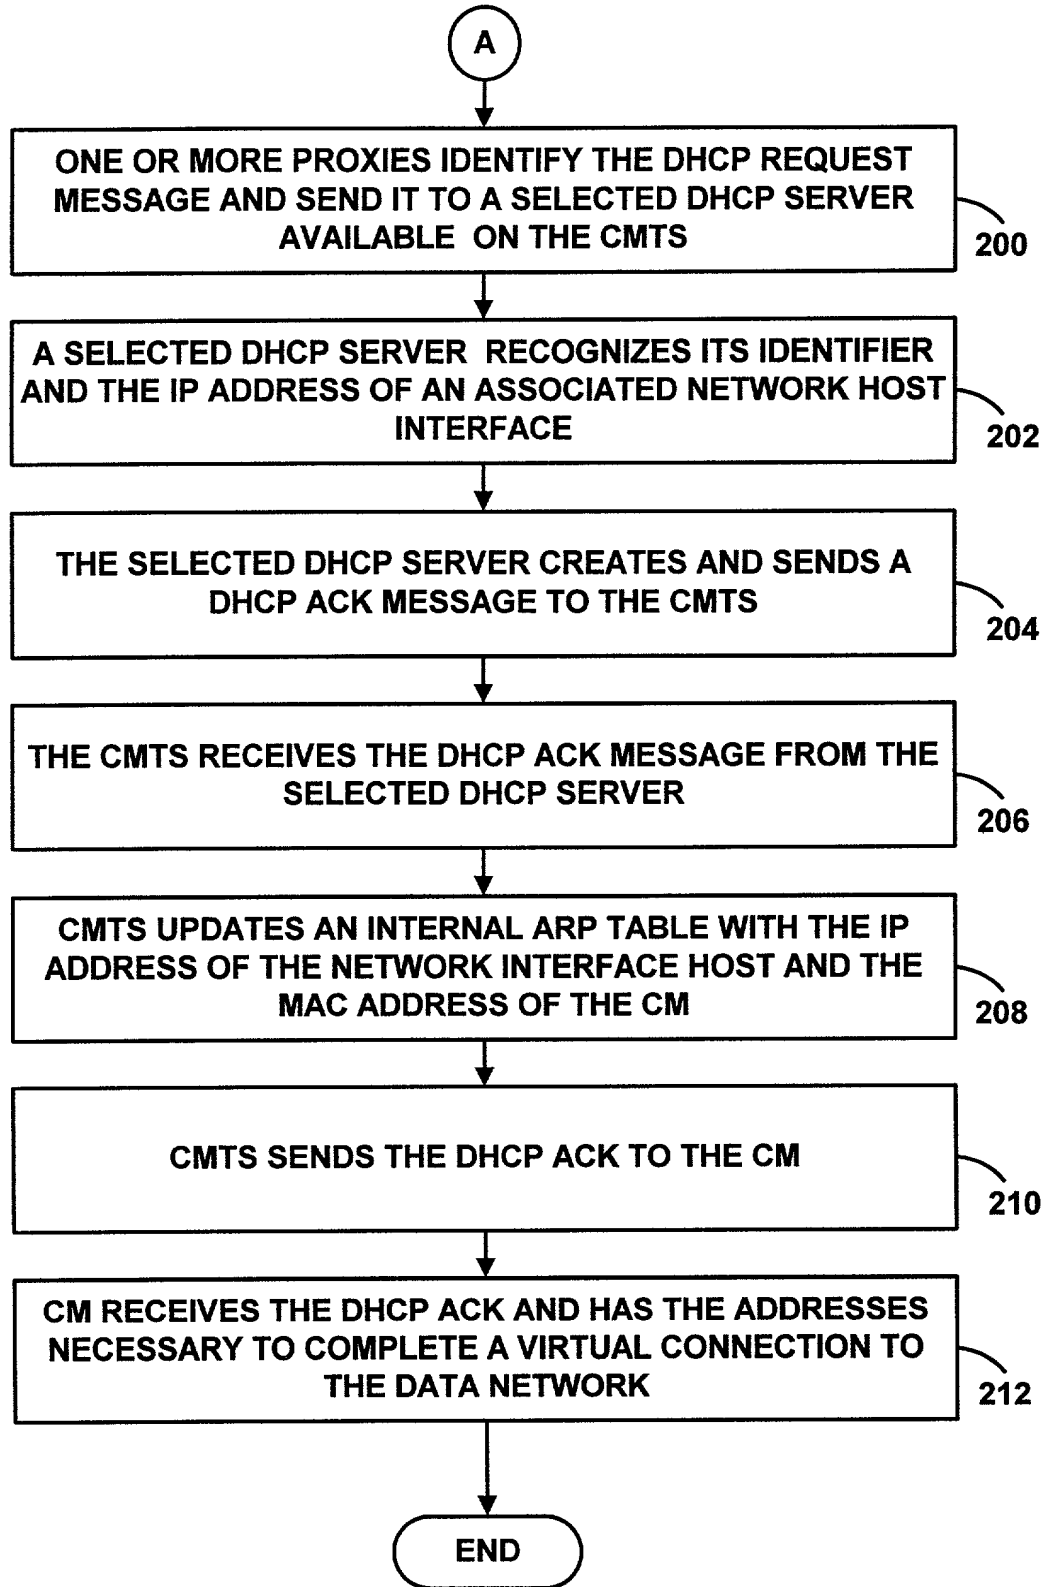 A
ONE OR MORE PROXIES IDENTIFY THE DHCP REQUEST
MESSAGE AND SEND IT TO A SELECTED DHCP SERVER
AVAILABLE ON THE CMTS
200
A SELECTED DHCP SERVER RECOGNIZES ITS IDENTIFIER
AND THE IP ADDRESS OF AN ASSOCIATED NETWORK HOST
INTERFACE
202
THE SELECTED DHCP SERVER CREATES AND SENDS A
DHCP ACK MESSAGE TO THE CMTS
204
THE CMTS RECEIVES THE DHCP ACK MESSAGE FROM THE
SELECTED DHCP SERVER
206
CMTS UPDATES AN INTERNAL ARP TABLE WITH THE IP
ADDRESS OF THE NETWORK INTERFACE HOST AND THE
MAC ADDRESS OF THE CM
208
CMTS SENDS THE DHCP ACK TO THE CM
210
CM RECEIVES THE DHCP ACK AND HAS THE ADDRESSES
NECESSARY TO COMPLETE A VIRTUAL CONNECTION TO
THE DATA NETWORK
212
END